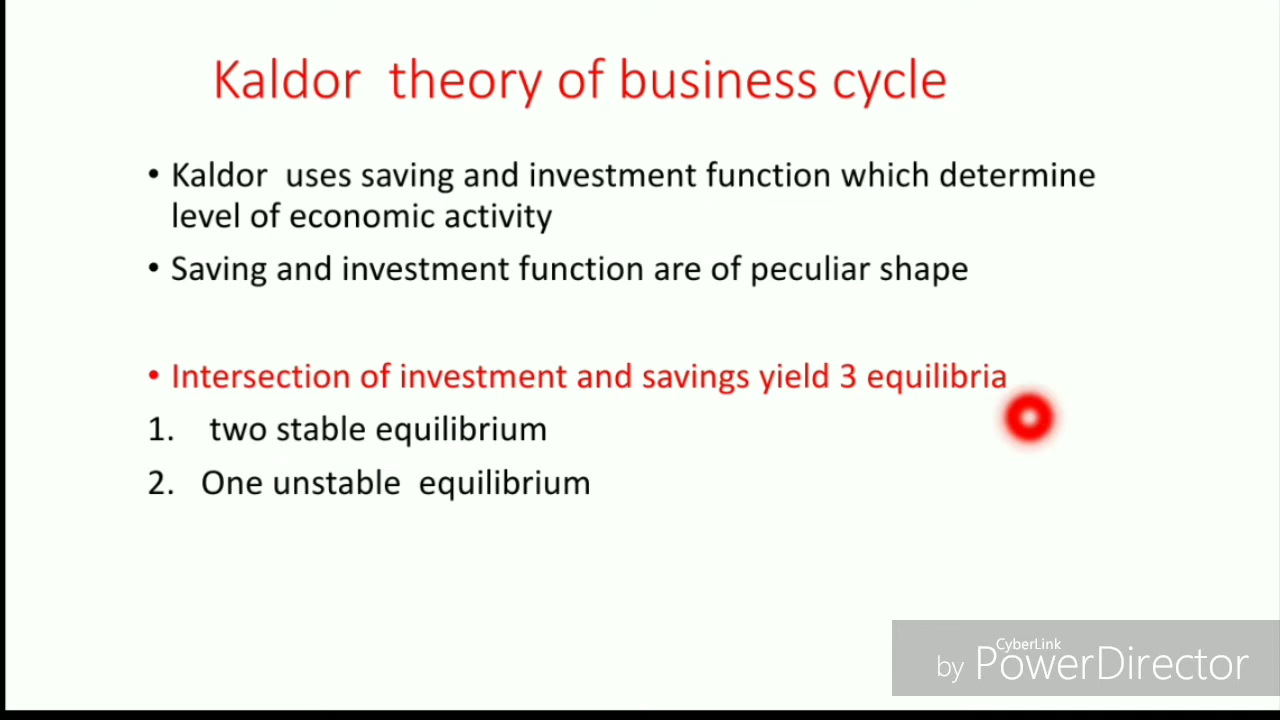 Kaldor theory of business cycle
• Kaldor uses saving and investment function which determine
level of economic activity
• Saving and investment function are of peculiar shape
• Intersection of investment and savings yield 3 equilibria
1. two stable equilibrium
2. One unstable equilibrium
CyberLink
by PowerDirector